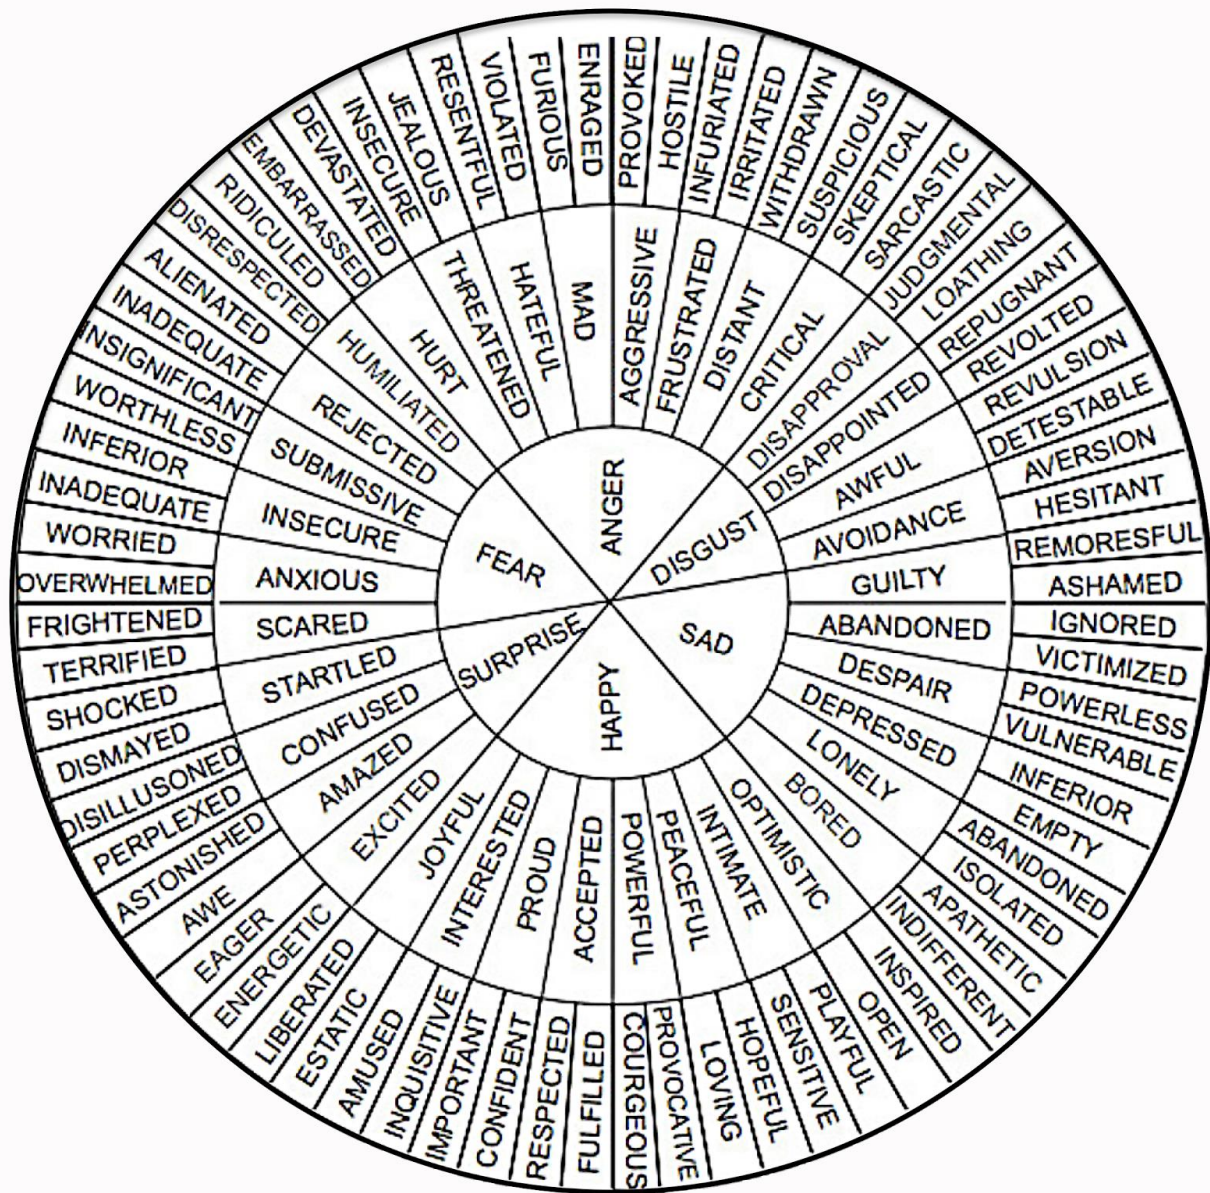 ANGER
DISGUST
SAD
HAPPY
SURPRISE
FEAR
MAD
AGGRESSIVE
FRUSTRATED
DISTANT
CRITICAL
DISAPPROVAL
DISAPPOINTED
AWFUL
AVOIDANCE
GUILTY
ABANDONED
DESPAIR
DEPRESSED
LONELY
BORED
OPTIMISTIC
INTIMATE
PEACEFUL
POWERFUL
ACCEPTED
PROUD
INTERESTED
JOYFUL
EXCITED
AMAZED
CONFUSED
STARTLED
SCARED
ANXIOUS
INSECURE
SUBMISSIVE
REJECTED
HUMILIATED
HURT
THREATENED
HATEFUL
ENRAGED
PROVOKED
HOSTILE
INFURIATED
IRRITATED
WITHDRAWN
SUSPICIOUS
SKEPTICAL
SARCASTIC
JUDGMENTAL
LOATHING
REPUGNANT
REVOLTED
REVULSION
DETESTABLE
AVERSION
HESITANT
REMORESFUL
ASHAMED
IGNORED
VICTIMIZED
POWERLESS
VULNERABLE
INFERIOR
EMPTY
ABANDONED
ISOLATED
APATHETIC
INDIFFERENT
INSPIRED
OPEN
PLAYFUL
SENSITIVE
HOPEFUL
LOVING
PROVOCATIVE
COURGEOUS
FULFILLED
RESPECTED
CONFIDENT
IMPORTANT
INQUISITIVE
AMUSED
ESTATIC
LIBERATED
ENERGETIC
EAGER
AWE
ASTONISHED
PERPLEXED
DISILLUSONED
DISMAYED
SHOCKED
TERRIFIED
FRIGHTENED
OVERWHELMED
WORRIED
INADEQUATE
INFERIOR
WORTHLESS
INSIGNIFICANT
INADEQUATE
ALIENATED
DISRESPECTED
RIDICULED
EMBARRASSED
DEVASTATED
INSECURE
JEALOUS
RESENTFUL
VIOLATED
FURIOUS